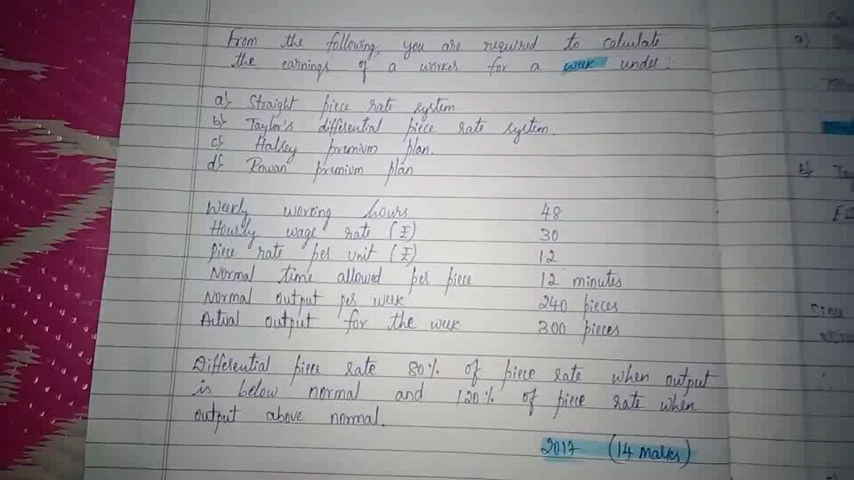 From the following, you are required to calculate
the earnings of a worker for a week under:
a) Straight piece rate system
b) Taylor's differential piece rate system
c) Halsey premium plan.
d) Rowan premium plan
Weekly working hours 48
Hourly wage rate (₹) 30
Piece rate per unit (₹) 12
Normal time allowed per piece 12 minutes
Normal output per week 240 pieces
Actual output for the week 300 pieces
Differential piece rate 80% of piece rate when output
is below normal and 120% of piece rate when
output above normal.
2017 (14 Marks)
a)
b)